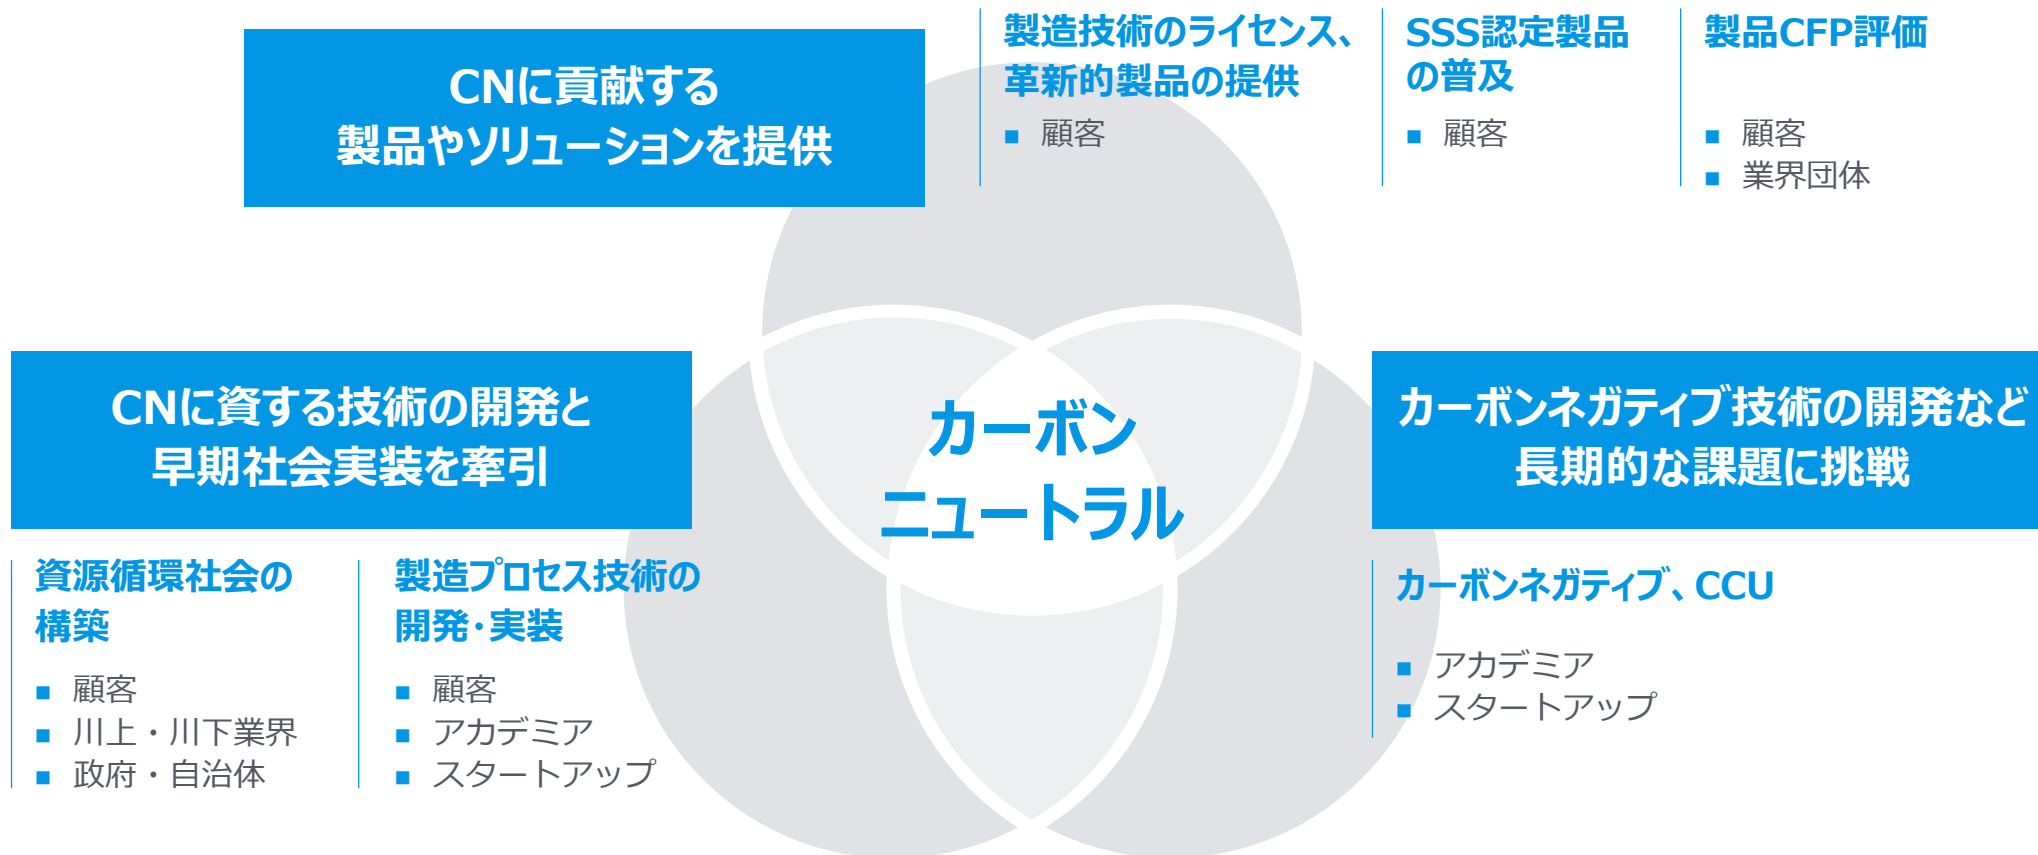 CNに貢献する
製品やソリューションを提供
製造技術のライセンス、
革新的製品の提供
■ 顧客
SSS認定製品
の普及
■ 顧客
製品CFP評価
■ 顧客
■ 業界団体
CNに資する技術の開発と
早期社会実装を牽引
資源循環社会の
構築
■ 顧客
■ 川上・川下業界
■ 政府・自治体
製造プロセス技術の
開発・実装
■ 顧客
■ アカデミア
■ スタートアップ
カーボン
ニュートラル
カーボンネガティブ技術の開発など
長期的な課題に挑戦
カーボンネガティブ、CCU
■ アカデミア
■ スタートアップ